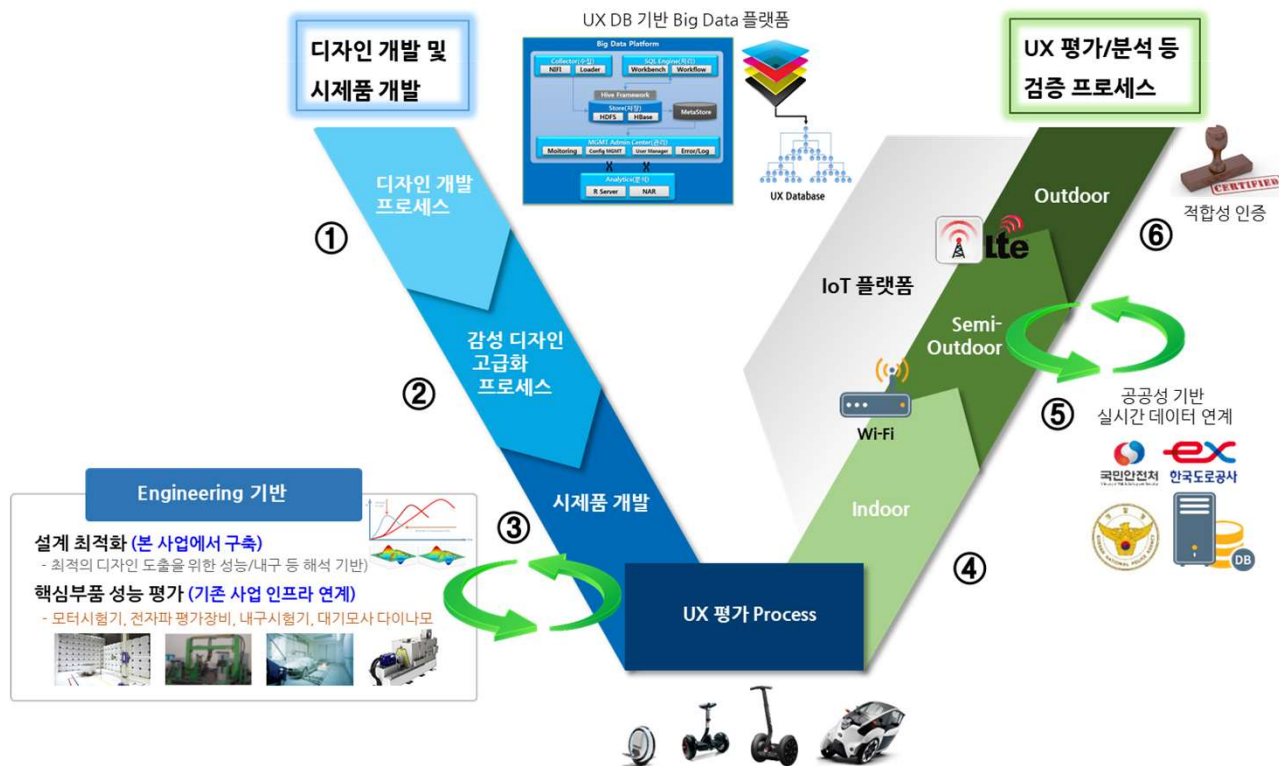 UX DB 기반 Big Data 플랫폼
디자인 개발 및
시제품 개발
UX 평가/분석 등
검증 프로세스
Big Data Platform
Collector(수집)
NIFI
Loader
SQL Engine(처리)
Workbench
Workflow
Hive Framework
Store(저장)
HDFS
HBase
MetaStore
MGMT Admin Center(관리)
Moitoring
Config MGMT
User Manager
Error/Log
Analytics(분석)
R Server
NAR
UX Database
디자인 개발
프로세스
①
감성 디자인
고급화
프로세스
②
시제품 개발
③
Engineering 기반
설계 최적화 (본 사업에서 구축)
- 최적의 디자인 도출을 위한 성능/내구 등 해석 기반)
핵심부품 성능 평가 (기존 사업 인프라 연계)
- 모터시험기, 전자파 평가장비, 내구시험기, 대기모사 다이나모
UX 평가 Process
IoT 플랫폼
Wi-Fi
Lte
Indoor
④
Semi-
Outdoor
⑤
Outdoor
⑥
CERTIFIED
적합성 인증
공공성 기반
실시간 데이터 연계
국민안전처
ex
한국도로공사
경찰청
KOREAN NATIONAL POLICE AGENCY
DB